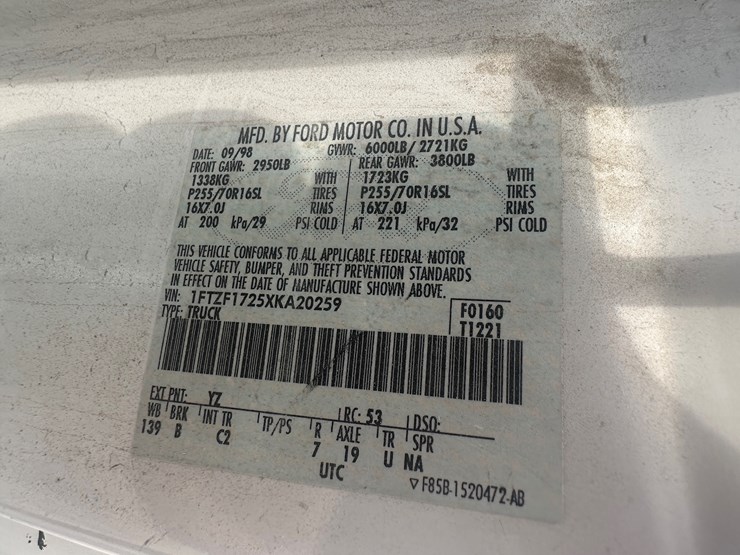 MFD. BY FORD MOTOR CO. IN U.S.A.
DATE: 09/98 GVWR: 6000LB/ 2721KG
FRONT GAWR: 2950LB REAR GAWR: 3800LB
1338KG WITH 1723KG WITH
P255/70R16SL TIRES P255/70R16SL TIRES
16X7.0J RIMS 16X7.0J RIMS
AT 200 kPa/29 PSI COLD AT 221 kPa/32 PSI COLD
THIS VEHICLE CONFORMS TO ALL APPLICABLE FEDERAL MOTOR
VEHICLE SAFETY, BUMPER, AND THEFT PREVENTION STANDARDS
IN EFFECT ON THE DATE OF MANUFACTURE SHOWN ABOVE.
VIN: 1FTZF1725XKA20259 F0160
TYPE: TRUCK T1221
EXT PNT: YZ RC: 53 DSO:
WB BRK INT TR TP/PS R AXLE TR SPR
139 B C2 7 19 U NA
UTC
▽ F85B-1520472-AB